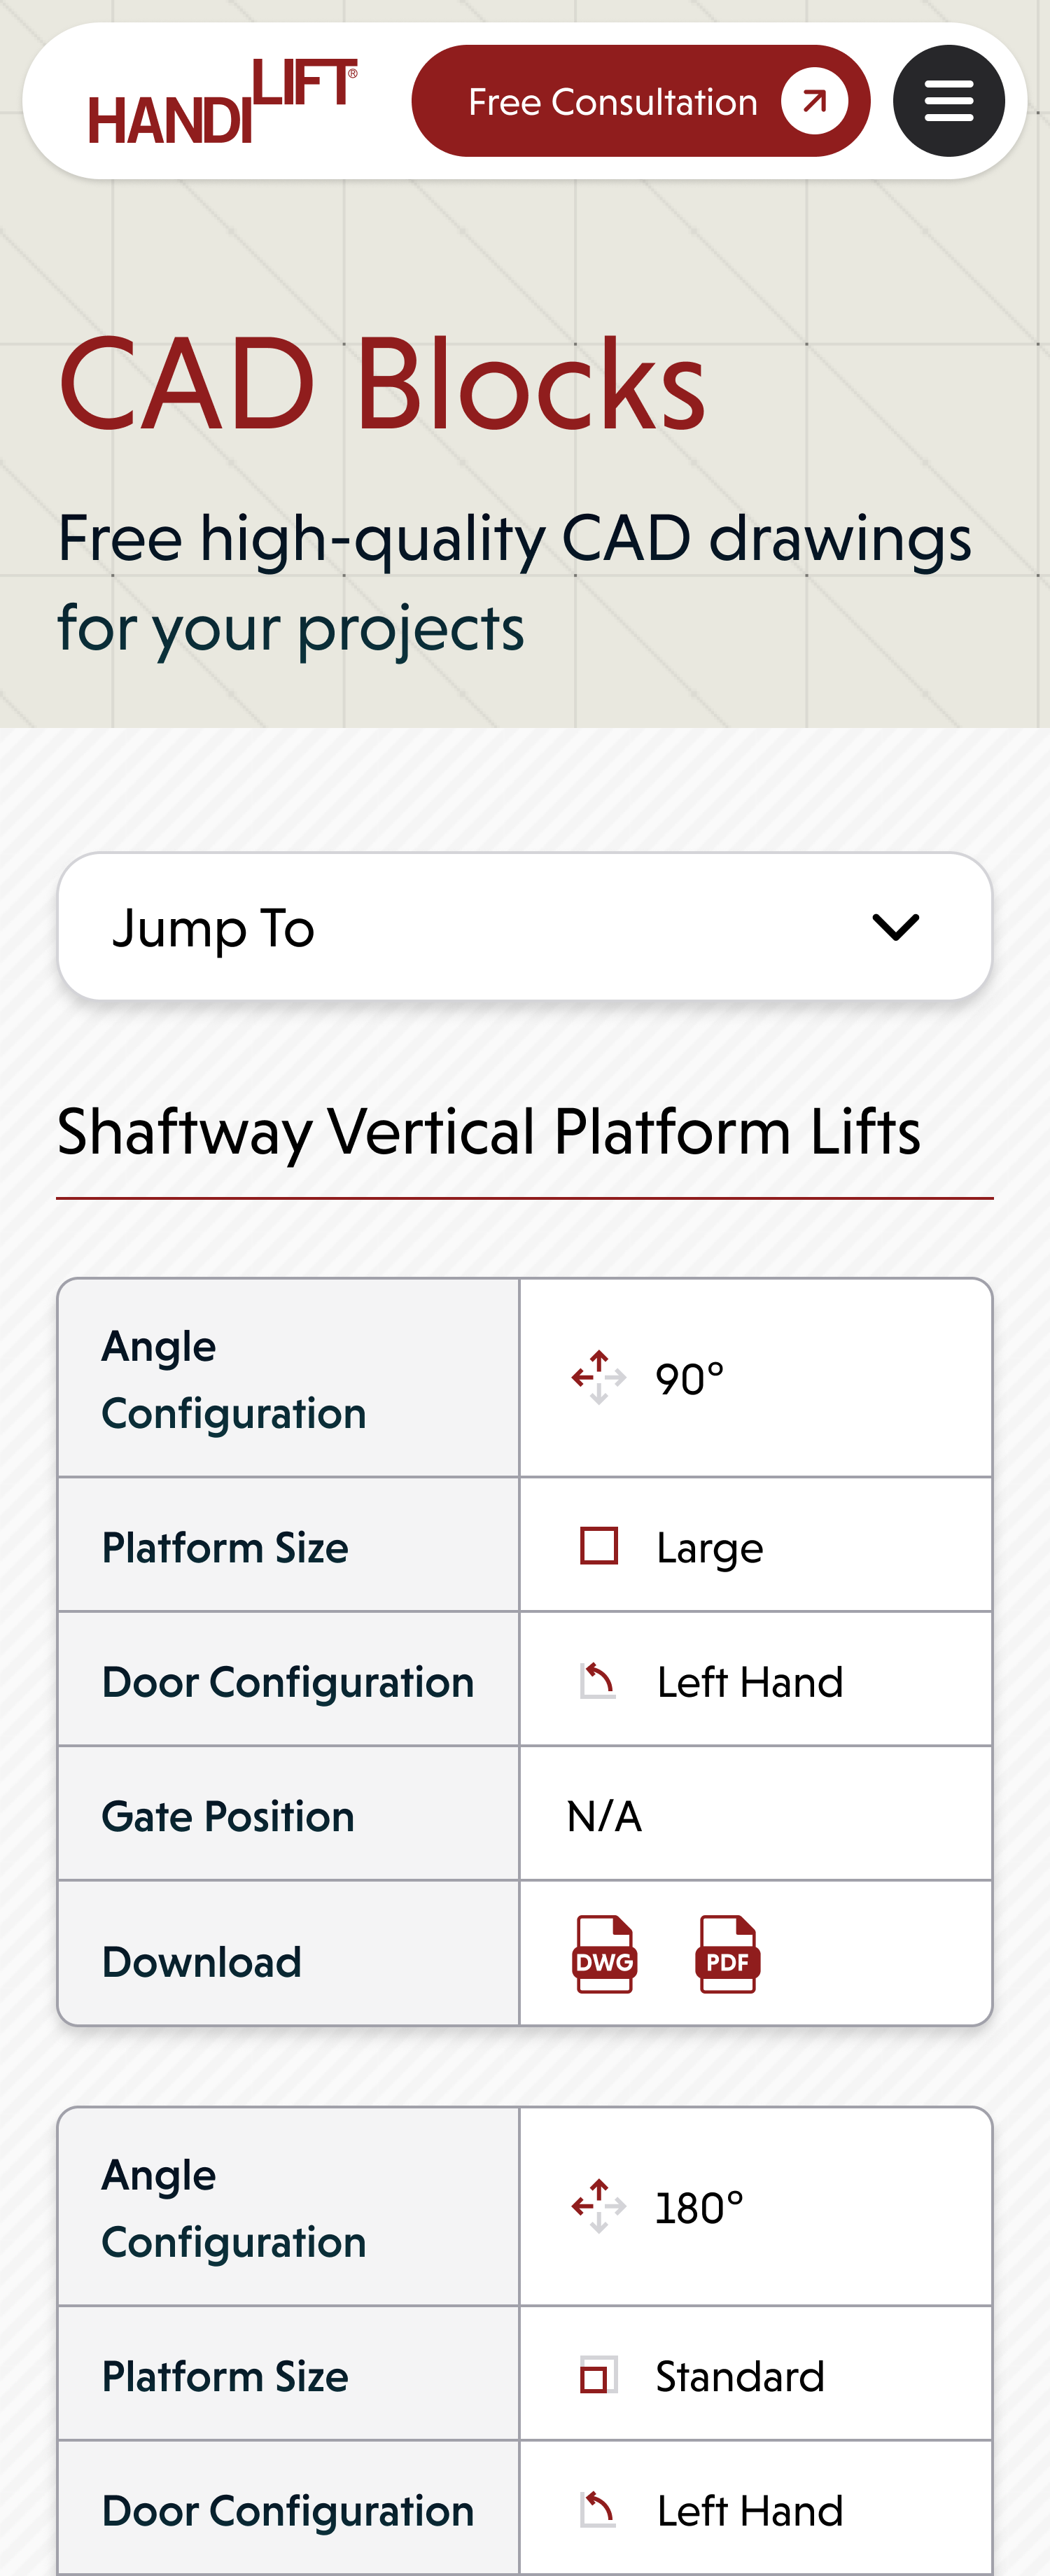 HANDILIFT®
Free Consultation
CAD Blocks
Free high-quality CAD drawings
for your projects
Jump To
Shaftway Vertical Platform Lifts
Angle
Configuration
90°
Platform Size
Large
Door Configuration
Left Hand
Gate Position
N/A
Download
DWG
PDF
Angle
Configuration
180°
Platform Size
Standard
Door Configuration
Left Hand